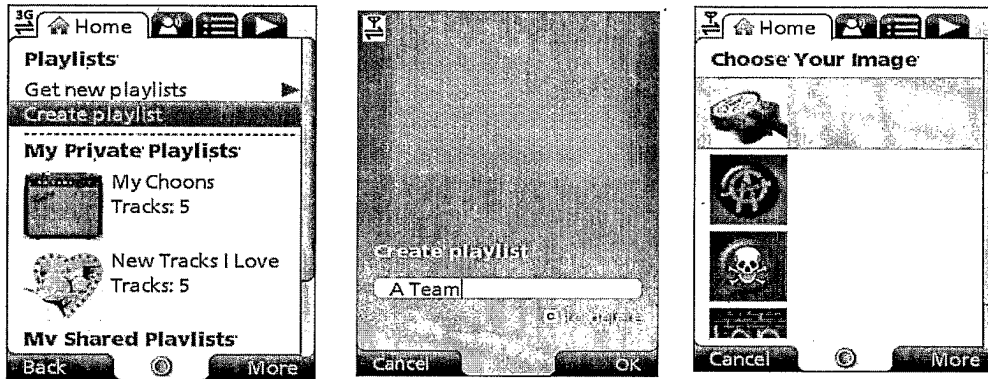 3G
Home
Playlists
Get new playlists
Create playlist
My Private Playlists
My Choons
Tracks: 5
New Tracks I Love
Tracks: 5
My Shared Playlists
Back
More
Create playlist
A Team
Cancel
OK
Home
Choose Your Image
Cancel
More